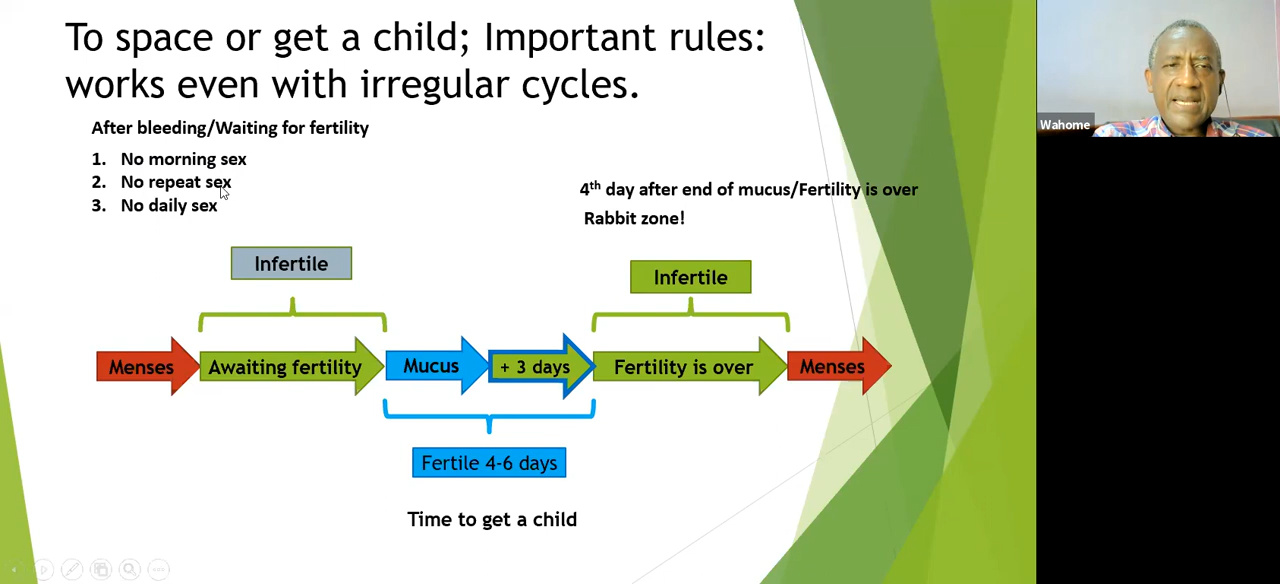 To space or get a child; Important rules:
works even with irregular cycles.
After bleeding/Waiting for fertility
1. No morning sex
2. No repeat sex
3. No daily sex
4th day after end of mucus/Fertility is over
Rabbit zone!
Infertile
Infertile
Menses
Awaiting fertility
Mucus
+ 3 days
Fertility is over
Menses
Fertile 4-6 days
Time to get a child
Wahome